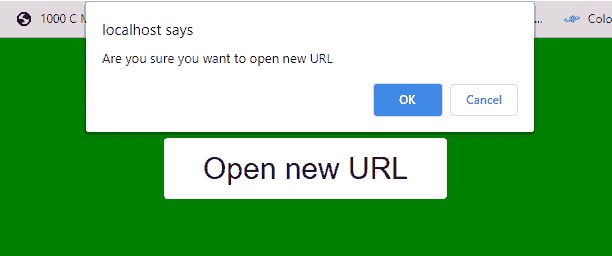 1000 C M
localhost says
... Colo
Are you sure you want to open new URL
OK Cancel
Open new URL